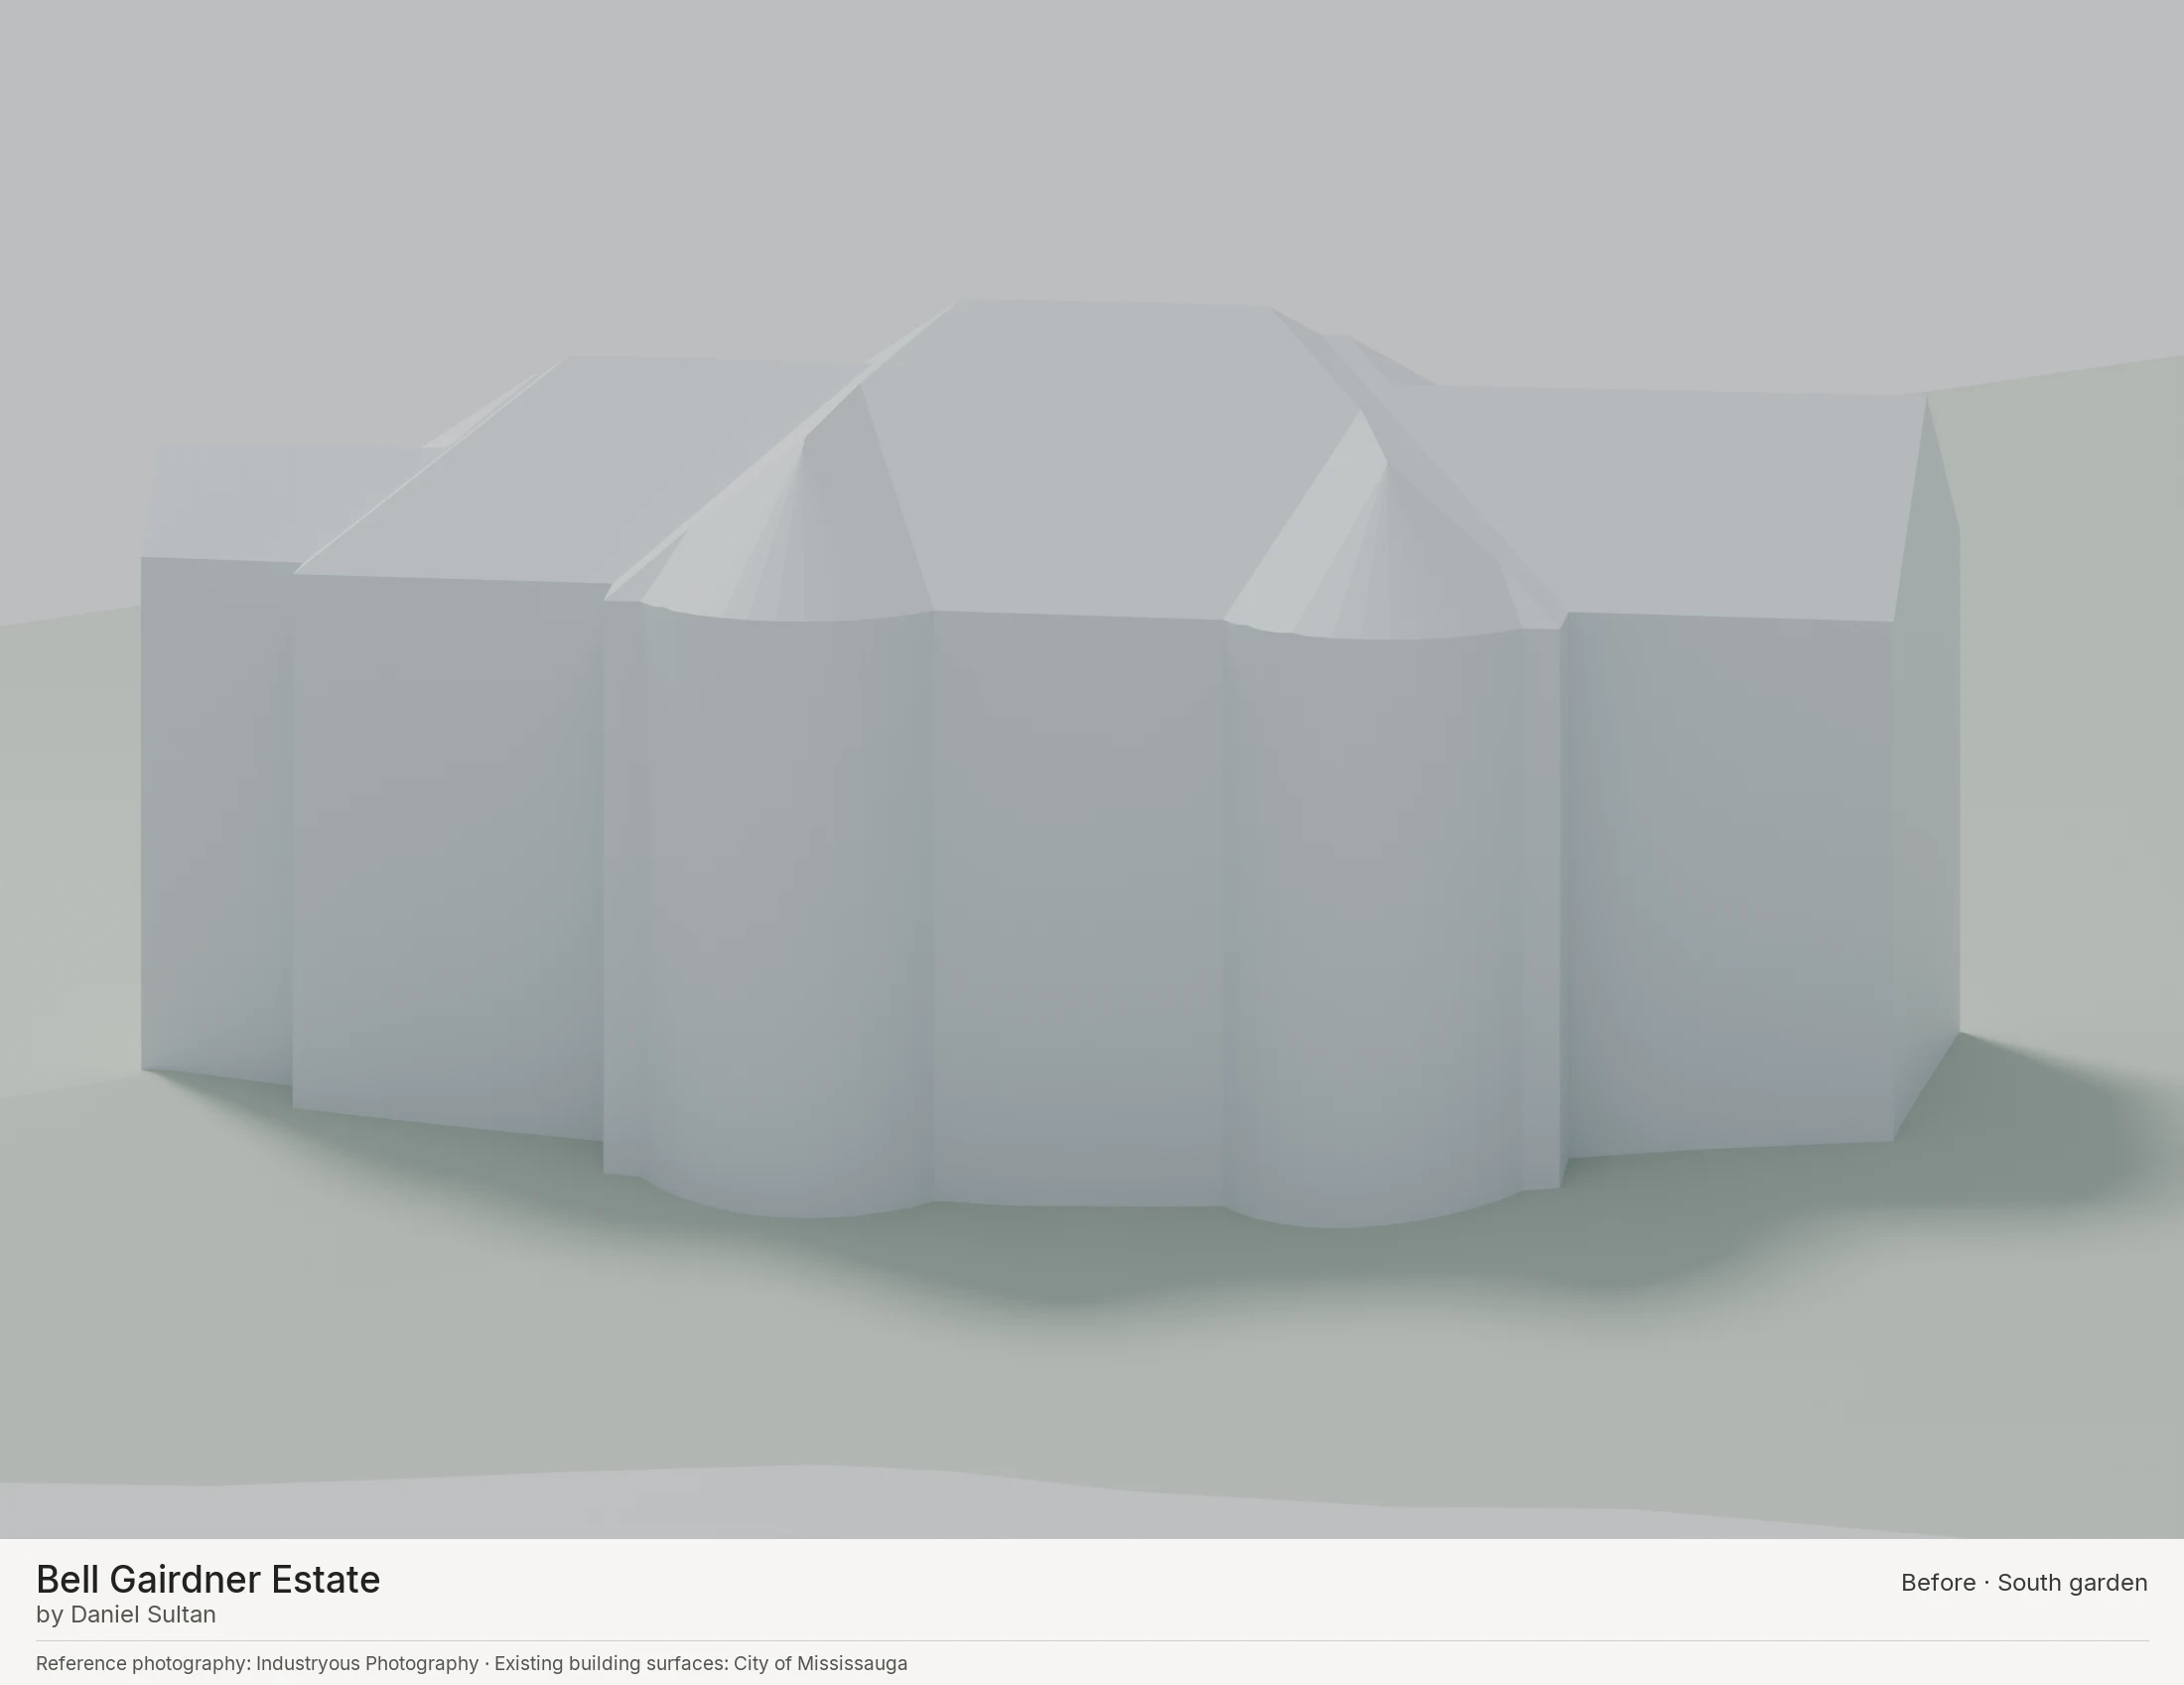 Bell Gairdner Estate
by Daniel Sultan
Before · South garden
Reference photography: Industryous Photography · Existing building surfaces: City of Mississauga